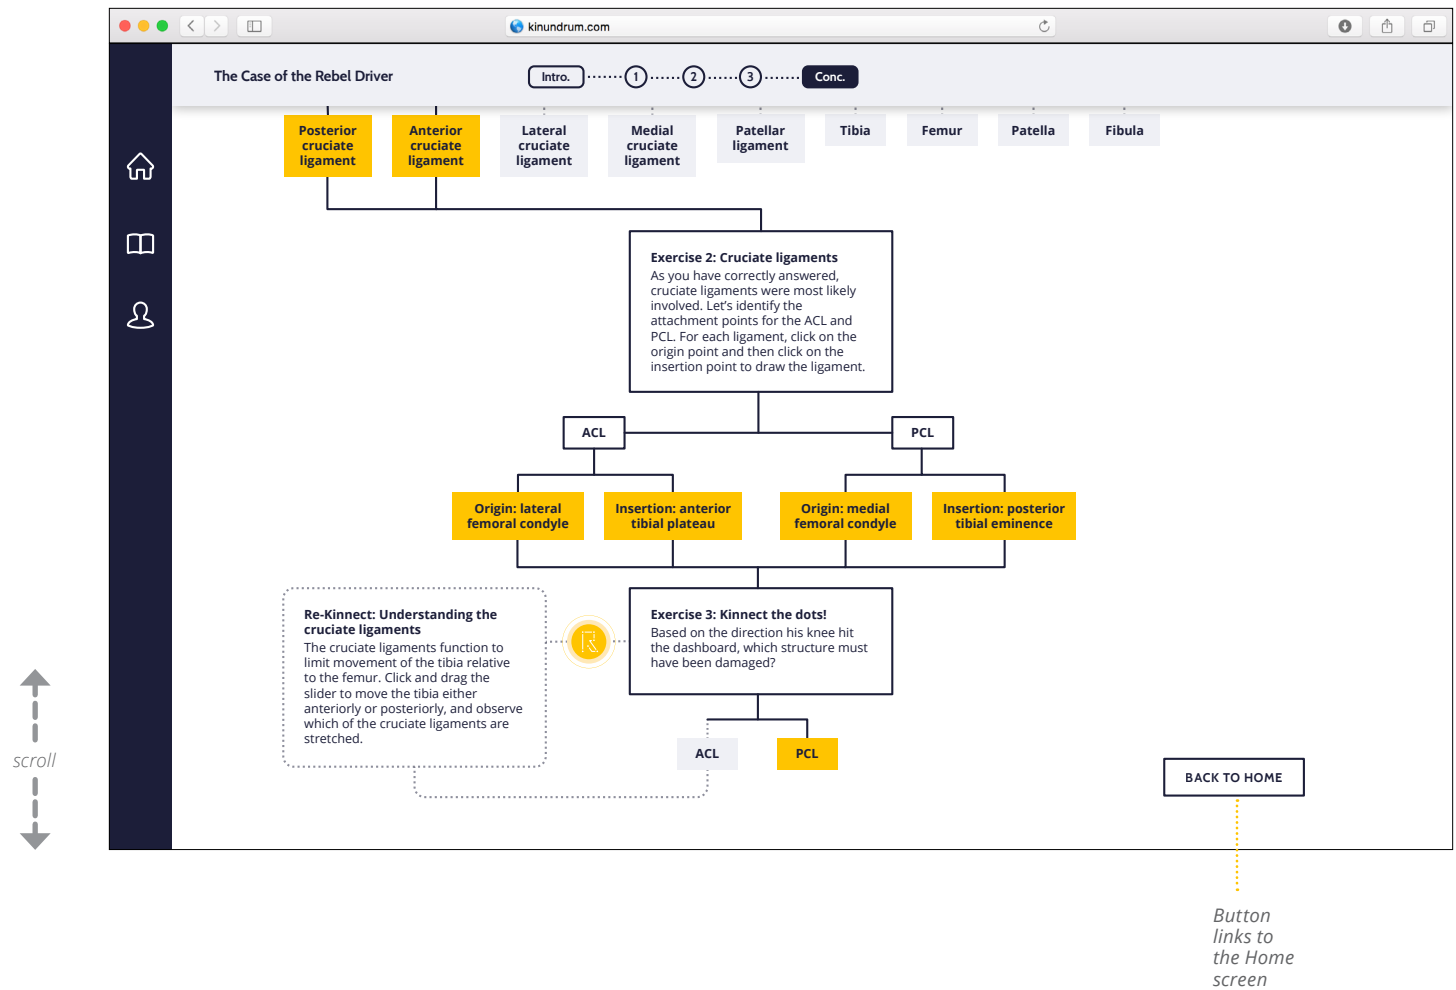 kinundrum.com
The Case of the Rebel Driver
Intro.
1
2
3
Conc.
Posterior
cruciate
ligament
Anterior
cruciate
ligament
Lateral
cruciate
ligament
Medial
cruciate
ligament
Patellar
ligament
Tibia
Femur
Patella
Fibula
Exercise 2: Cruciate ligaments
As you have correctly answered,
cruciate ligaments were most likely
involved. Let’s identify the
attachment points for the ACL and
PCL. For each ligament, click on the
origin point and then click on the
insertion point to draw the ligament.
ACL
PCL
Origin: lateral
femoral condyle
Insertion: anterior
tibial plateau
Origin: medial
femoral condyle
Insertion: posterior
tibial eminence
Re-Kinnect: Understanding the
cruciate ligaments
The cruciate ligaments function to
limit movement of the tibia relative
to the femur. Click and drag the
slider to move the tibia either
anteriorly or posteriorly, and observe
which of the cruciate ligaments are
stretched.
Exercise 3: Kinnect the dots!
Based on the direction his knee hit
the dashboard, which structure must
have been damaged?
ACL
PCL
scroll
BACK TO HOME
Button
links to
the Home
screen